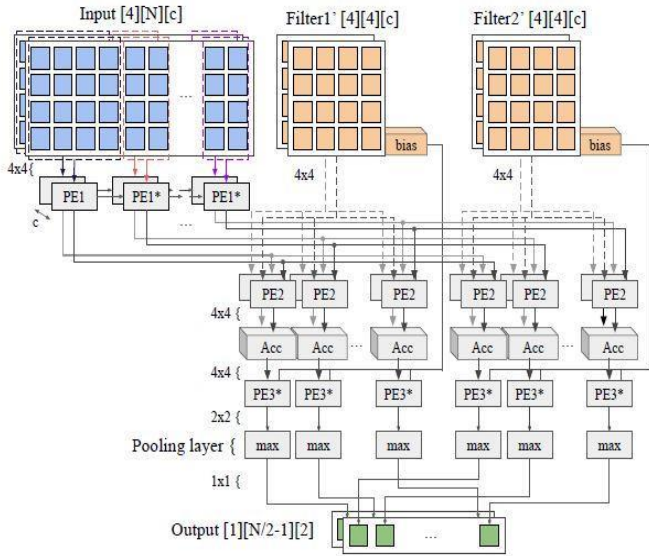 Input [4][N][c]
Filter1’ [4][4][c]
Filter2’ [4][4][c]
...
bias
bias
4x4{
4x4
4x4
PE1
PE1*
PE1*
c
...
PE2
PE2
PE2
PE2
PE2
PE2
4x4 {
Acc
Acc
...
Acc
Acc
Acc
...
Acc
4x4 {
PE3*
PE3*
PE3*
PE3*
PE3*
PE3*
2x2 {
Pooling layer {
max
max
max
max
max
max
1x1 {
Output [1][N/2-1][2]
...